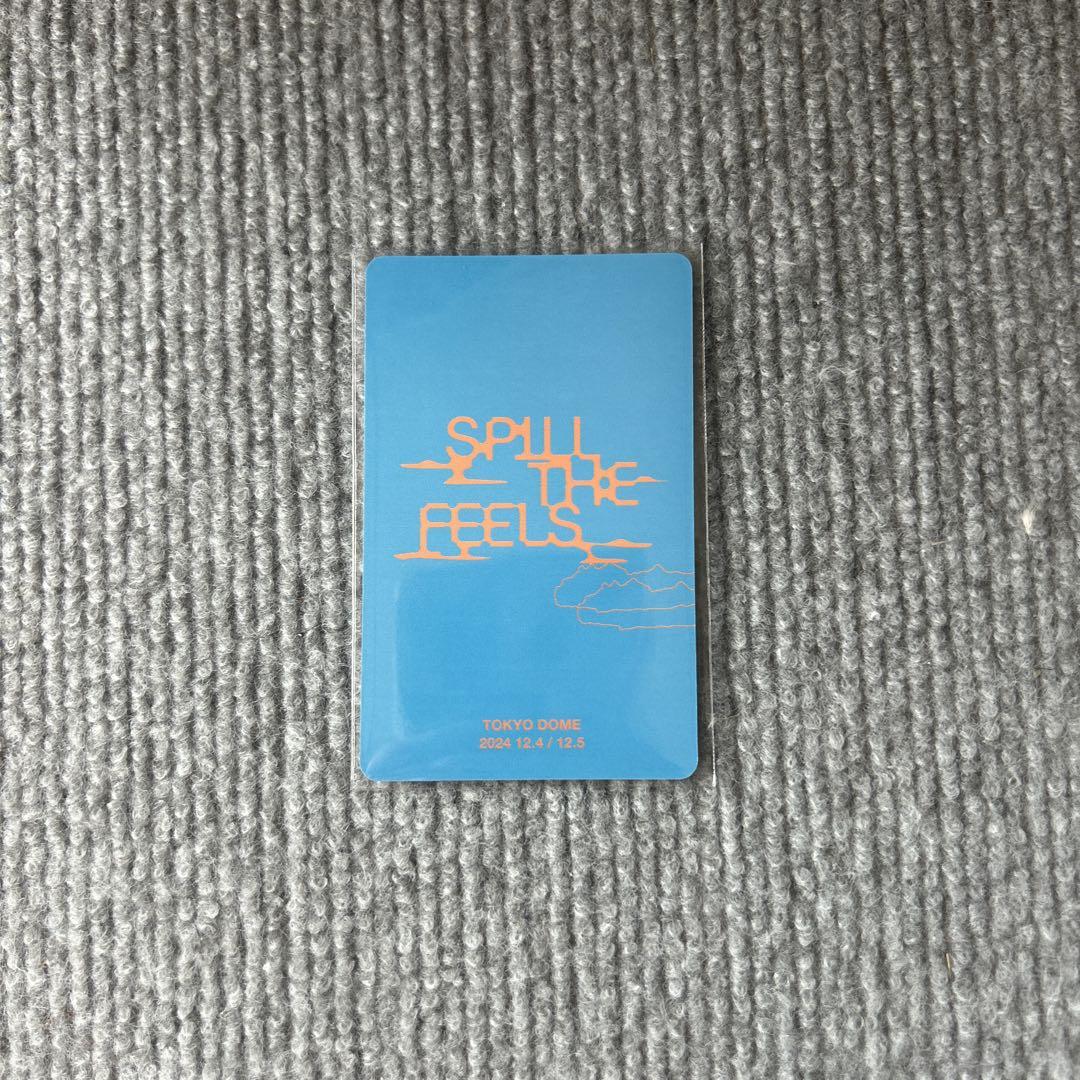 SPILL
THE
FEELS
TOKYO DOME
2024 12.4 / 12.5